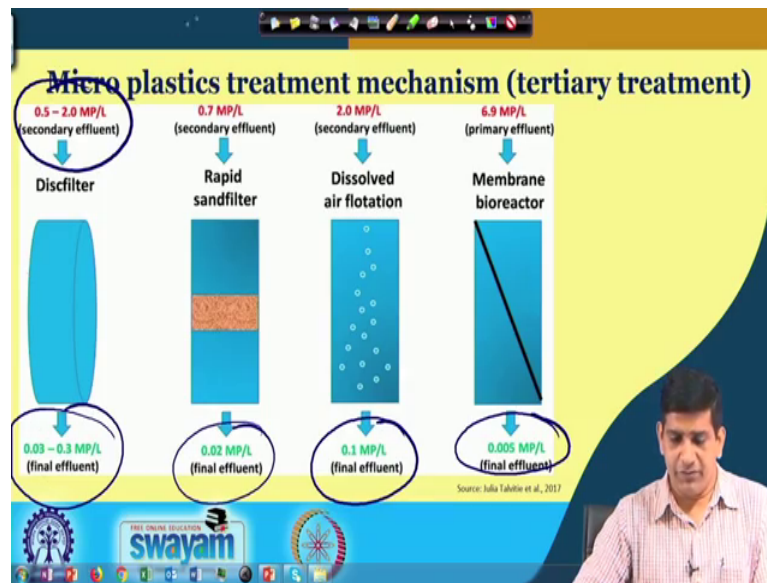 Micro plastics treatment mechanism (tertiary treatment)
0.5 – 2.0 MP/L
(secondary effluent)
Discfilter
0.03 – 0.3 MP/L
(final effluent)
0.7 MP/L
(secondary effluent)
Rapid
sandfilter
0.02 MP/L
(final effluent)
2.0 MP/L
(secondary effluent)
Dissolved
air flotation
0.1 MP/L
(final effluent)
6.9 MP/L
(primary effluent)
Membrane
bioreactor
0.005 MP/L
(final effluent)
Source: Julia Talvitie et al., 2017
FREE ONLINE EDUCATION
swayam